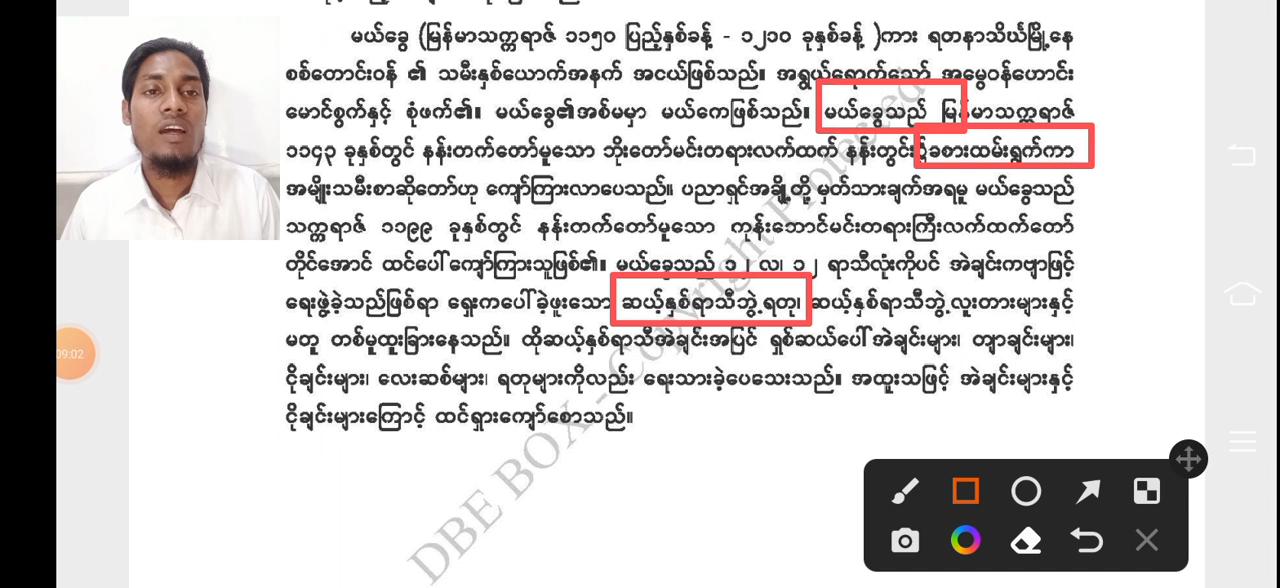 မယ်ခွေ (မြန်မာသက္ကရာဇ် ၁၁၅၀ ပြည့်နှစ်ခန့် - ၁၂၁၀ ခုနှစ်ခန့် )ကား ရတနာသိင်္ဃမြို့နေ
စစ်တောင်းဝန် ၏ သမီးနှစ်ယောက်အနက် အငယ်ဖြစ်သည်။ အရွယ်ရောက်သော် အမွေဝန်ဟောင်း
မောင်စွက်နှင့် စုံဖက်၏။ မယ်ခွေ၏အစ်မမှာ မယ်ကေဖြစ်သည်။ မယ်ခွေသည် မြန်မာသက္ကရာဇ်
၁၁၄၃ ခုနှစ်တွင် နန်းတက်တော်မူသော ဘိုးတော်မင်းတရားလက်ထက် နန်းတွင်း၌ခစားထမ်းရွက်ကာ
အမျိုးသမီးစာဆိုတော်ဟု ကျော်ကြားလာပေသည်။ ပညာရှင်အချို့တို့ မှတ်သားချက်အရမူ မယ်ခွေသည်
သက္ကရာဇ် ၁၁၉၉ ခုနှစ်တွင် နန်းတက်တော်မူသော ကုန်းဘောင်မင်းတရားကြီးလက်ထက်တော်
တိုင်အောင် ထင်ပေါ်ကျော်ကြားသူဖြစ်၏။ မယ်ခွေသည် ၁၂ လ၊ ၁၂ ရာသီလုံးကိုပင် အဲချင်းကဗျာဖြင့်
ရေးဖွဲ့ခဲ့သည်ဖြစ်ရာ ရှေးကပေါ်ခဲ့ဖူးသော ဆယ့်နှစ်ရာသီဘွဲ့ရတု၊ ဆယ့်နှစ်ရာသီဘွဲ့လူးတားများနှင့်
မတူ တစ်မူထူးခြားနေသည်။ ထိုဆယ့်နှစ်ရာသီအဲချင်းအပြင် ရှစ်ဆယ်ပေါ်အဲချင်းများ၊ တျာချင်းများ၊
ငိုချင်းများ၊ လေးဆစ်များ၊ ရတုများကိုလည်း ရေးသားခဲ့ပေသေးသည်။ အထူးသဖြင့် အဲချင်းများနှင့်
ငိုချင်းများကြောင့် ထင်ရှားကျော်စောသည်။
DBE BOX - Copyright Protected
09:02